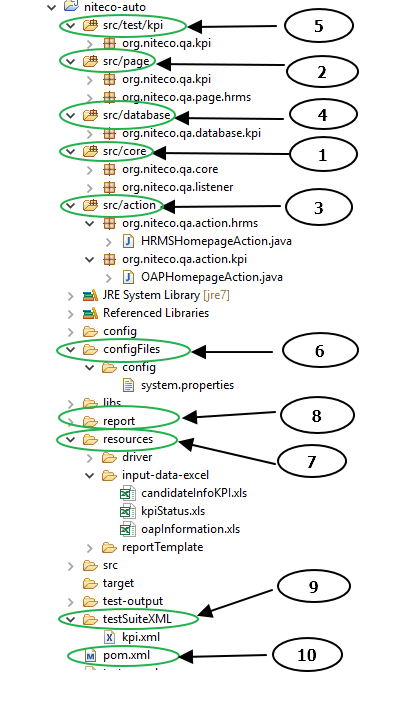 niteco-auto
src/test/kpi 5
org.niteco.qa.kpi
src/page 2
org.niteco.qa.kpi
org.niteco.qa.page.hrms
src/database 4
org.niteco.qa.database.kpi
src/core 1
org.niteco.qa.core
org.niteco.qa.listener
src/action 3
org.niteco.qa.action.hrms
HRMSHomepageAction.java
org.niteco.qa.action.kpi
OAPHomepageAction.java
JRE System Library [jre7]
Referenced Libraries
config
configFiles 6
config
system.properties
libs
report 8
resources 7
driver
input-data-excel
candidateInfoKPI.xls
kpiStatus.xls
oapInformation.xls
reportTemplate
src
target 9
test-output
testSuiteXML
kpi.xml
pom.xml 10